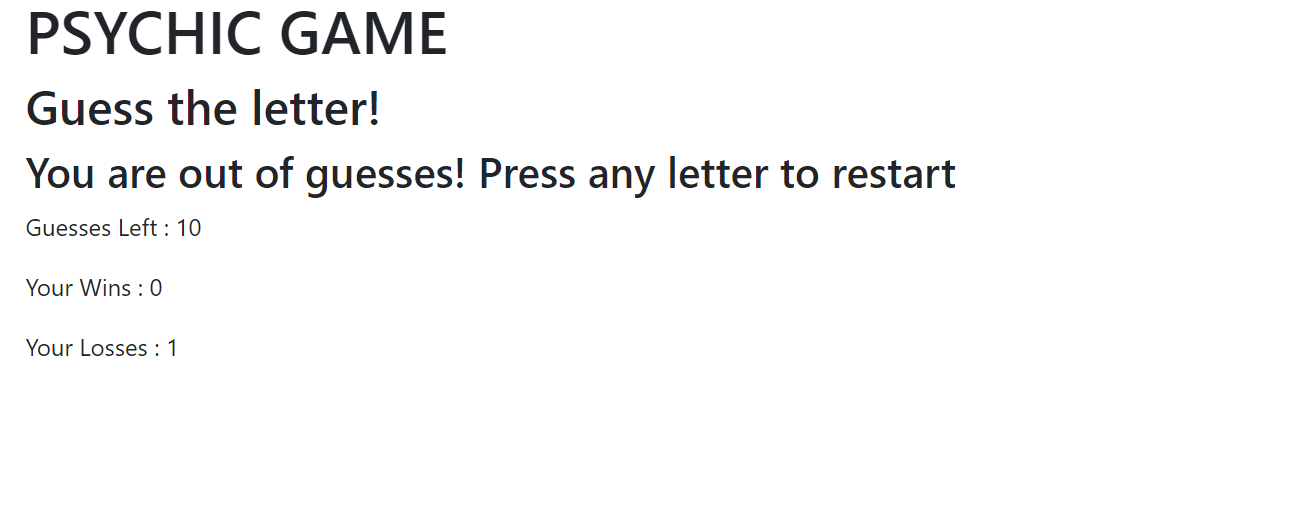 PSYCHIC GAME
Guess the letter!
You are out of guesses! Press any letter to restart
Guesses Left : 10
Your Wins : 0
Your Losses : 1